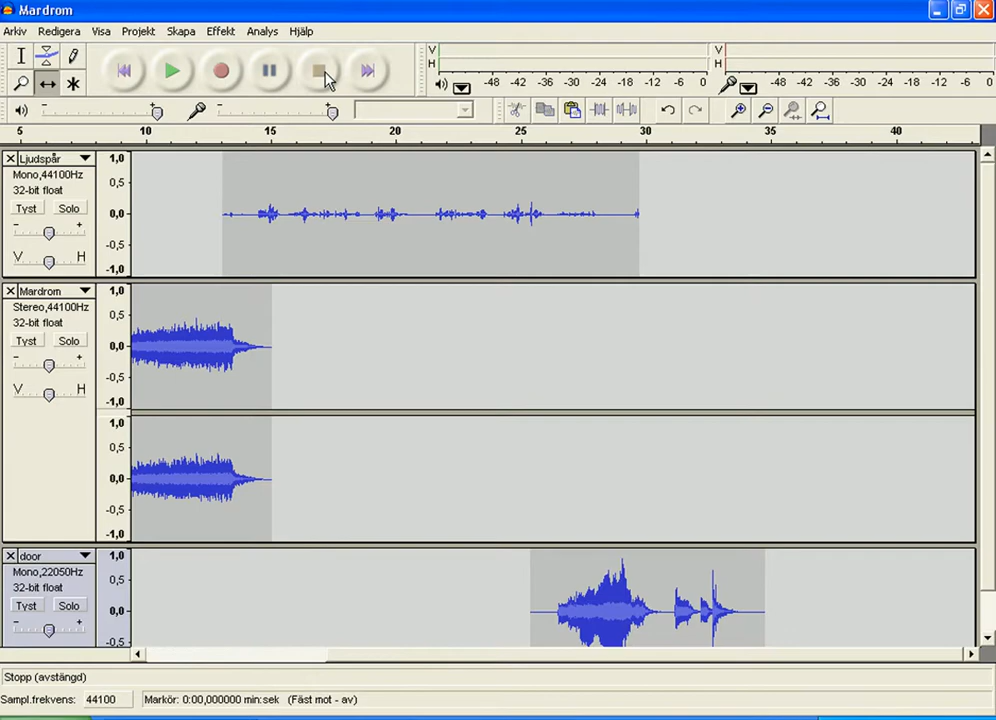 Mardrom
Arkiv Redigera Visa Projekt Skapa Effekt Analys Hjälp
V
H
-48 -42 -36 -30 -24 -18 -12 -6 0
V
H
-48 -42 -36 -30 -24 -18 -12 -6 0
- +
- +
5 10 15 20 25 30 35 40
Ljudspår
Mono,44100Hz
32-bit float
Tyst Solo
- +
V H
1,0
0,5
0,0
-0,5
-1,0
Mardrom
Stereo,44100Hz
32-bit float
Tyst Solo
- +
V H
1,0
0,5
0,0
-0,5
-1,0
1,0
0,5
0,0
-0,5
-1,0
door
Mono,22050Hz
32-bit float
Tyst Solo
- +
1,0
0,5
0,0
-0,5
Stopp (avstängd)
Sampl.frekvens: 44100 Markör: 0:00,000000 min:sek (Fäst mot - av)